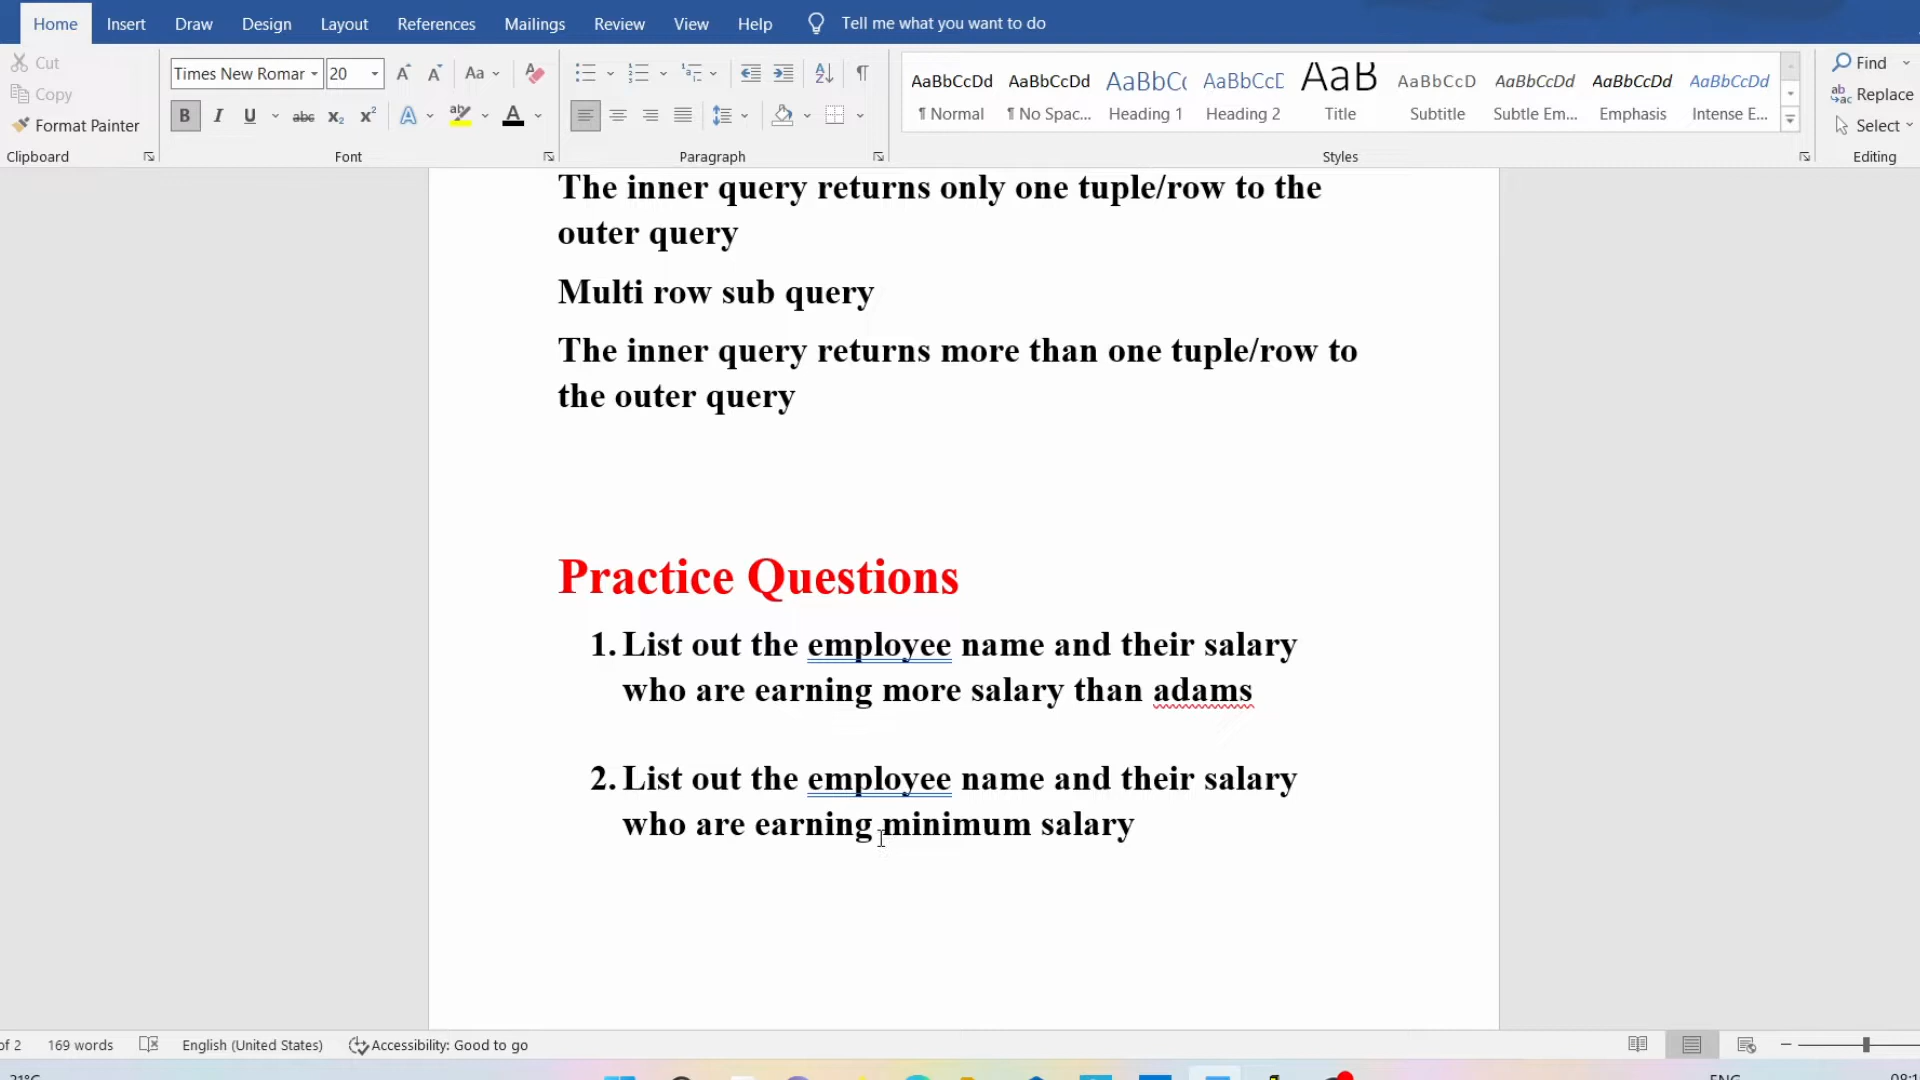 Home Insert Draw Design Layout References Mailings Review View Help Tell me what you want to do
Cut
Copy
Format Painter
Clipboard
Times New Romar 20
Font
Paragraph
AaBbCcDd AaBbCcDd AaBbC AaBbCcD AaB AaBbCcD AaBbCcDd AaBbCcDd AaBbCcDd
¶ Normal ¶ No Spac... Heading 1 Heading 2 Title Subtitle Subtle Em... Emphasis Intense E...
Styles
Find
Replace
Select
Editing
The inner query returns only one tuple/row to the
outer query
Multi row sub query
The inner query returns more than one tuple/row to
the outer query
Practice Questions
1. List out the employee name and their salary
who are earning more salary than adams
2. List out the employee name and their salary
who are earning minimum salary
of 2 169 words English (United States) Accessibility: Good to go